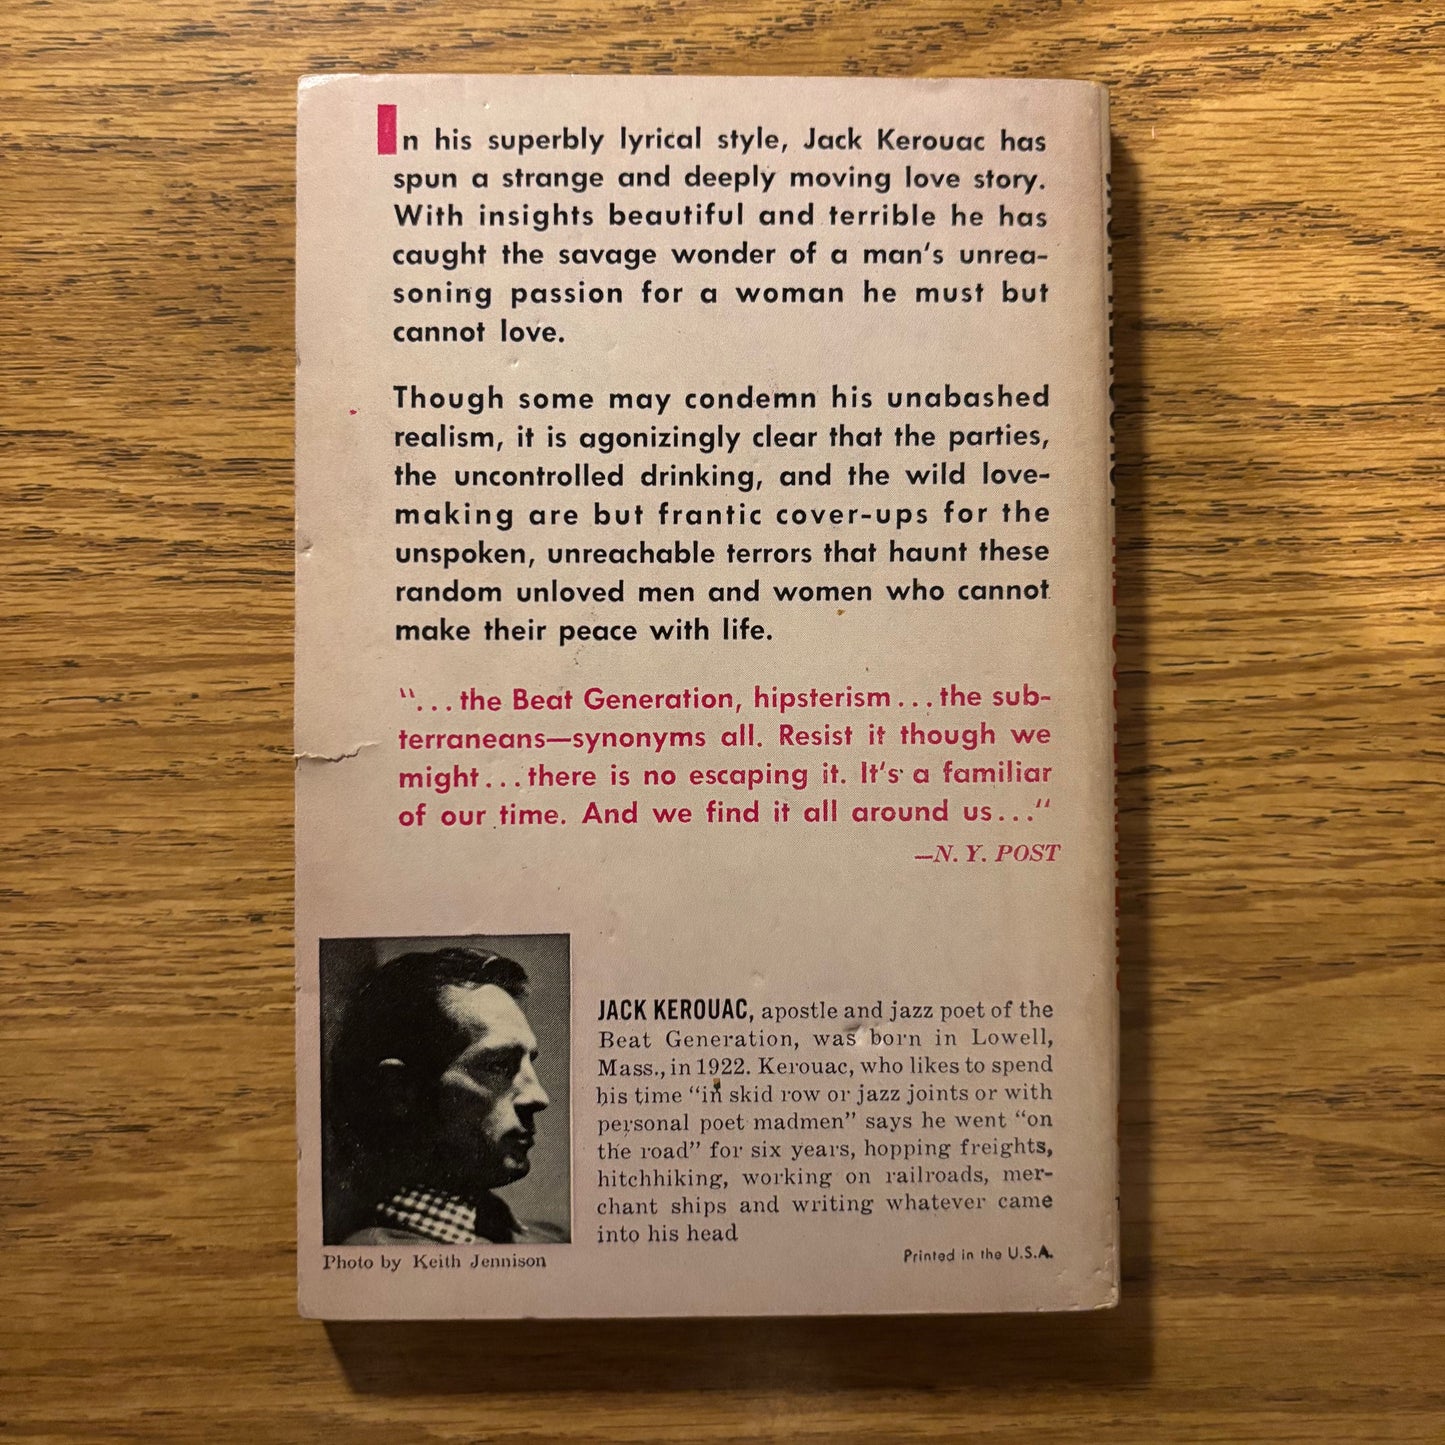 In his superbly lyrical style, Jack Kerouac has
spun a strange and deeply moving love story.
With insights beautiful and terrible he has
caught the savage wonder of a man's unrea-
soning passion for a woman he must but
cannot love.
Though some may condemn his unabashed
realism, it is agonizingly clear that the parties,
the uncontrolled drinking, and the wild love-
making are but frantic cover-ups for the
unspoken, unreachable terrors that haunt these
random unloved men and women who cannot
make their peace with life.
"...the Beat Generation, hipsterism...the sub-
terraneans—synonyms all. Resist it though we
might...there is no escaping it. It's a familiar
of our time. And we find it all around us..."
—N. Y. POST
JACK KEROUAC, apostle and jazz poet of the
Beat Generation, was born in Lowell,
Mass., in 1922. Kerouac, who likes to spend
his time "in skid row or jazz joints or with
personal poet madmen" says he went "on
the road" for six years, hopping freights,
hitchhiking, working on railroads, mer-
chant ships and writing whatever came
into his head
Printed in the U.S.A.
Photo by Keith Jennison